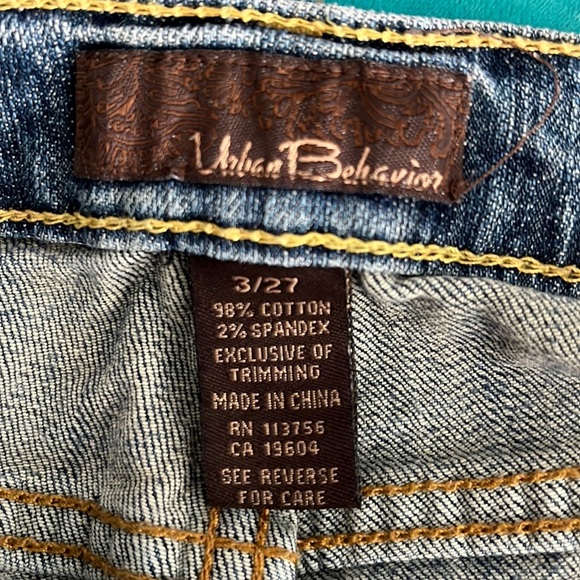 Urban Behavior
3/27
98% COTTON
2% SPANDEX
EXCLUSIVE OF
TRIMMING
MADE IN CHINA
RN 113756
CA 19604
SEE REVERSE
FOR CARE